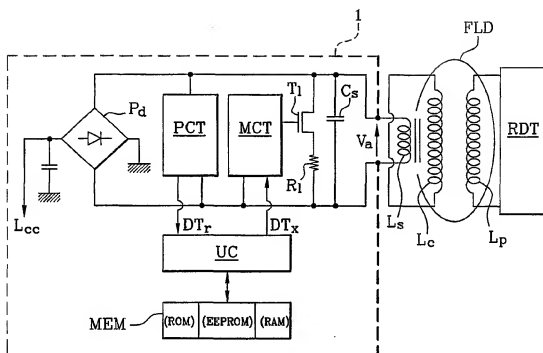 1
FLD
Pd
PCT
MCT
T1
Cs
R1
Va
RDT
Lcc
DTr
DTx
Ls
Lc
Lp
UC
MEM
(ROM) (EEPROM) (RAM)